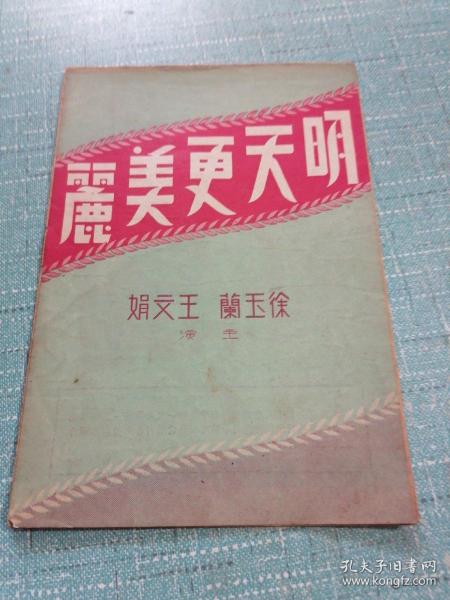 明天更美麗
徐玉蘭 王文娟
主演
孔夫子旧书网
www.kongfz.com